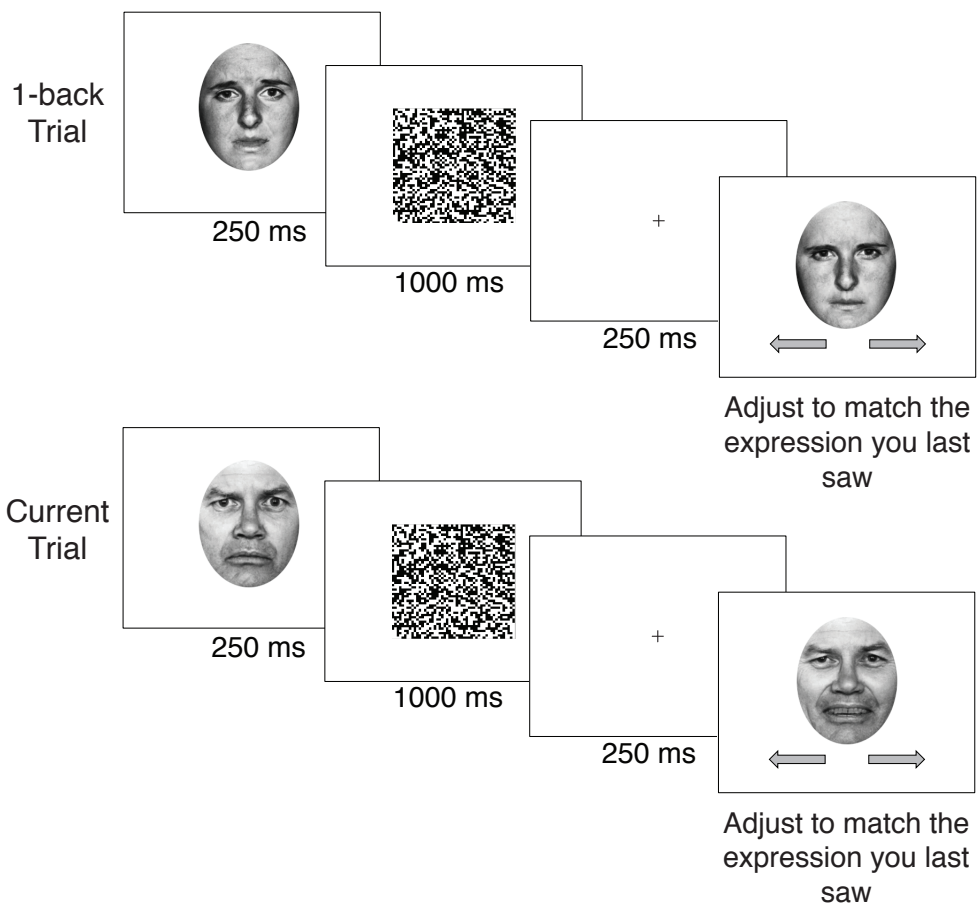 1-back
Trial
250 ms
1000 ms
250 ms
Adjust to match the
expression you last
saw
Current
Trial
250 ms
1000 ms
250 ms
Adjust to match the
expression you last
saw